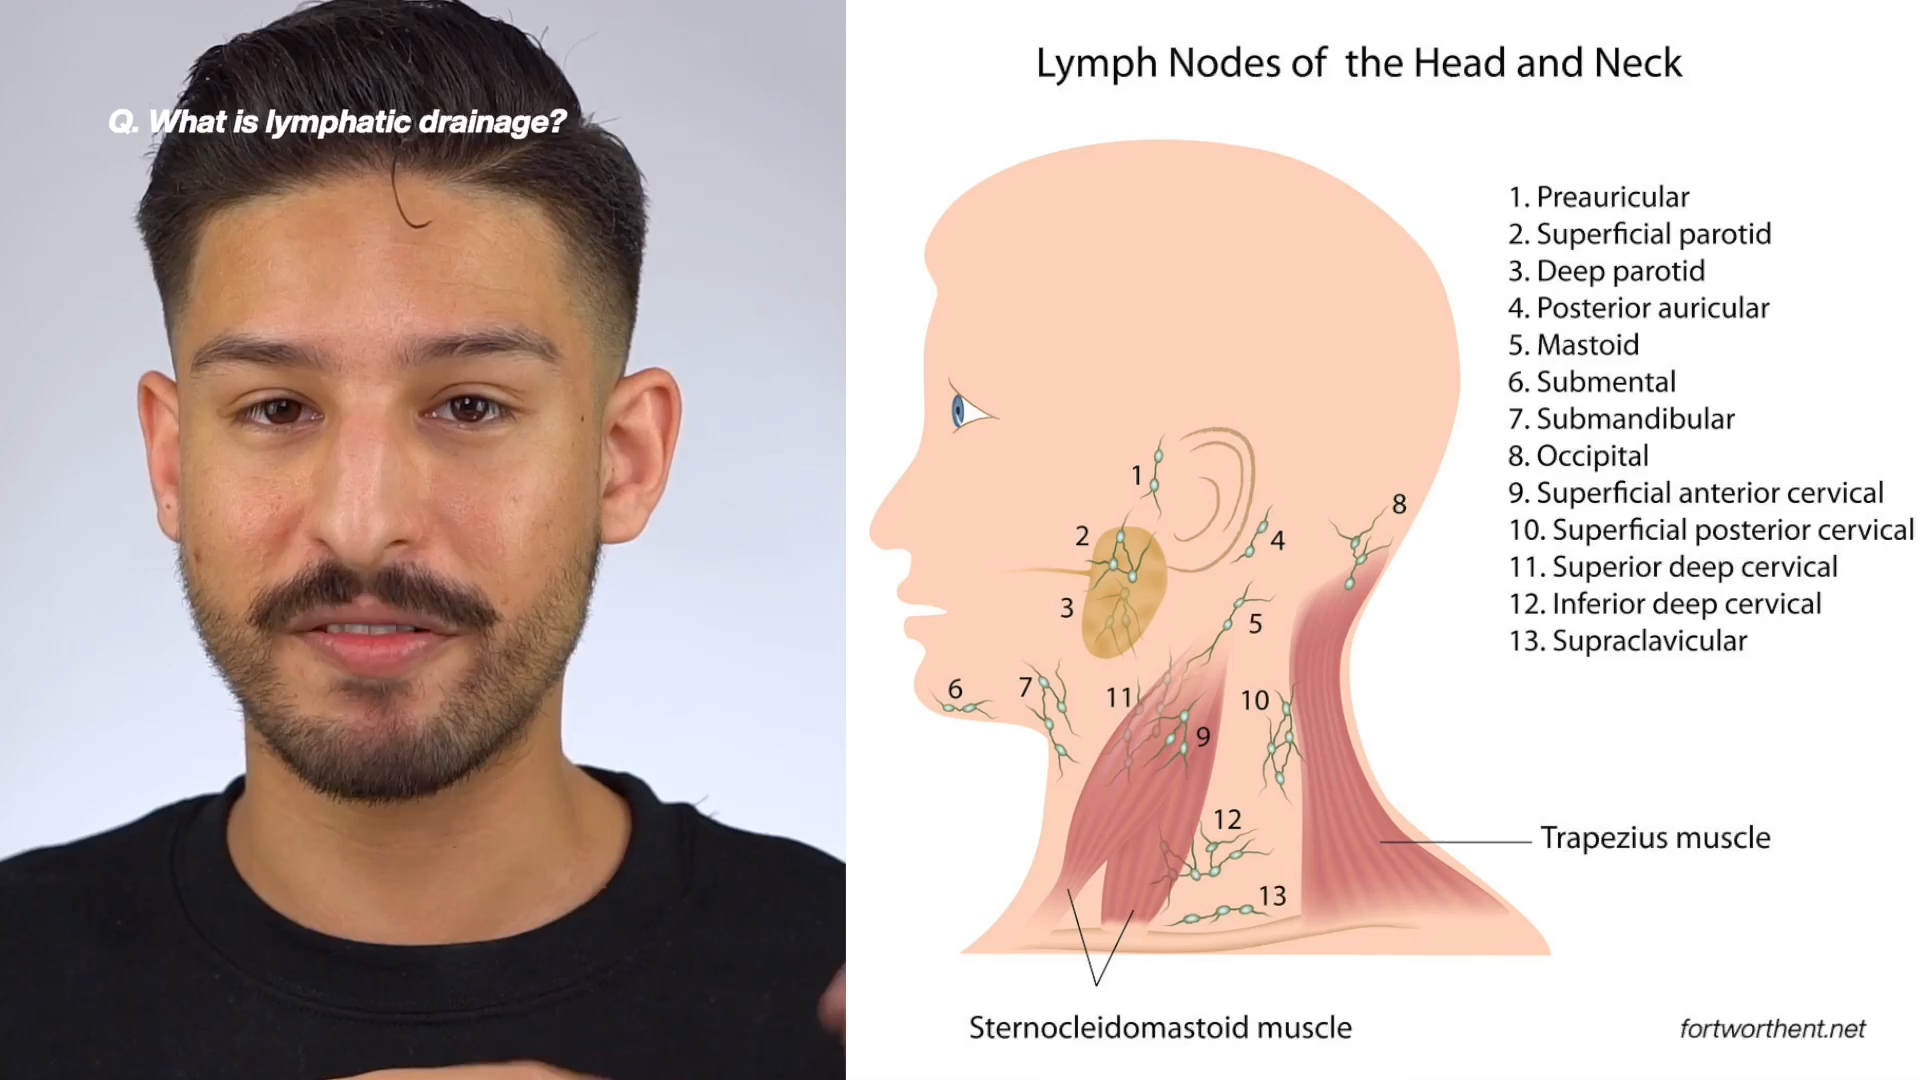 Q. What is lymphatic drainage?
Lymph Nodes of the Head and Neck
1. Preauricular
2. Superficial parotid
3. Deep parotid
4. Posterior auricular
5. Mastoid
6. Submental
7. Submandibular
8. Occipital
9. Superficial anterior cervical
10. Superficial posterior cervical
11. Superior deep cervical
12. Inferior deep cervical
13. Supraclavicular
1
8
2
4
3
5
6
7
11
10
9
12
Trapezius muscle
13
Sternocleidomastoid muscle
fortworthent.net